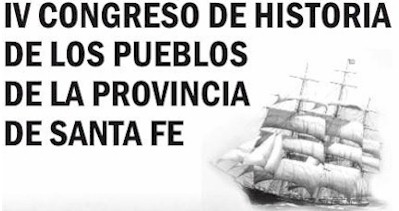 IV CONGRESO DE HISTORIA
DE LOS PUEBLOS
DE LA PROVINCIA
DE SANTA FE